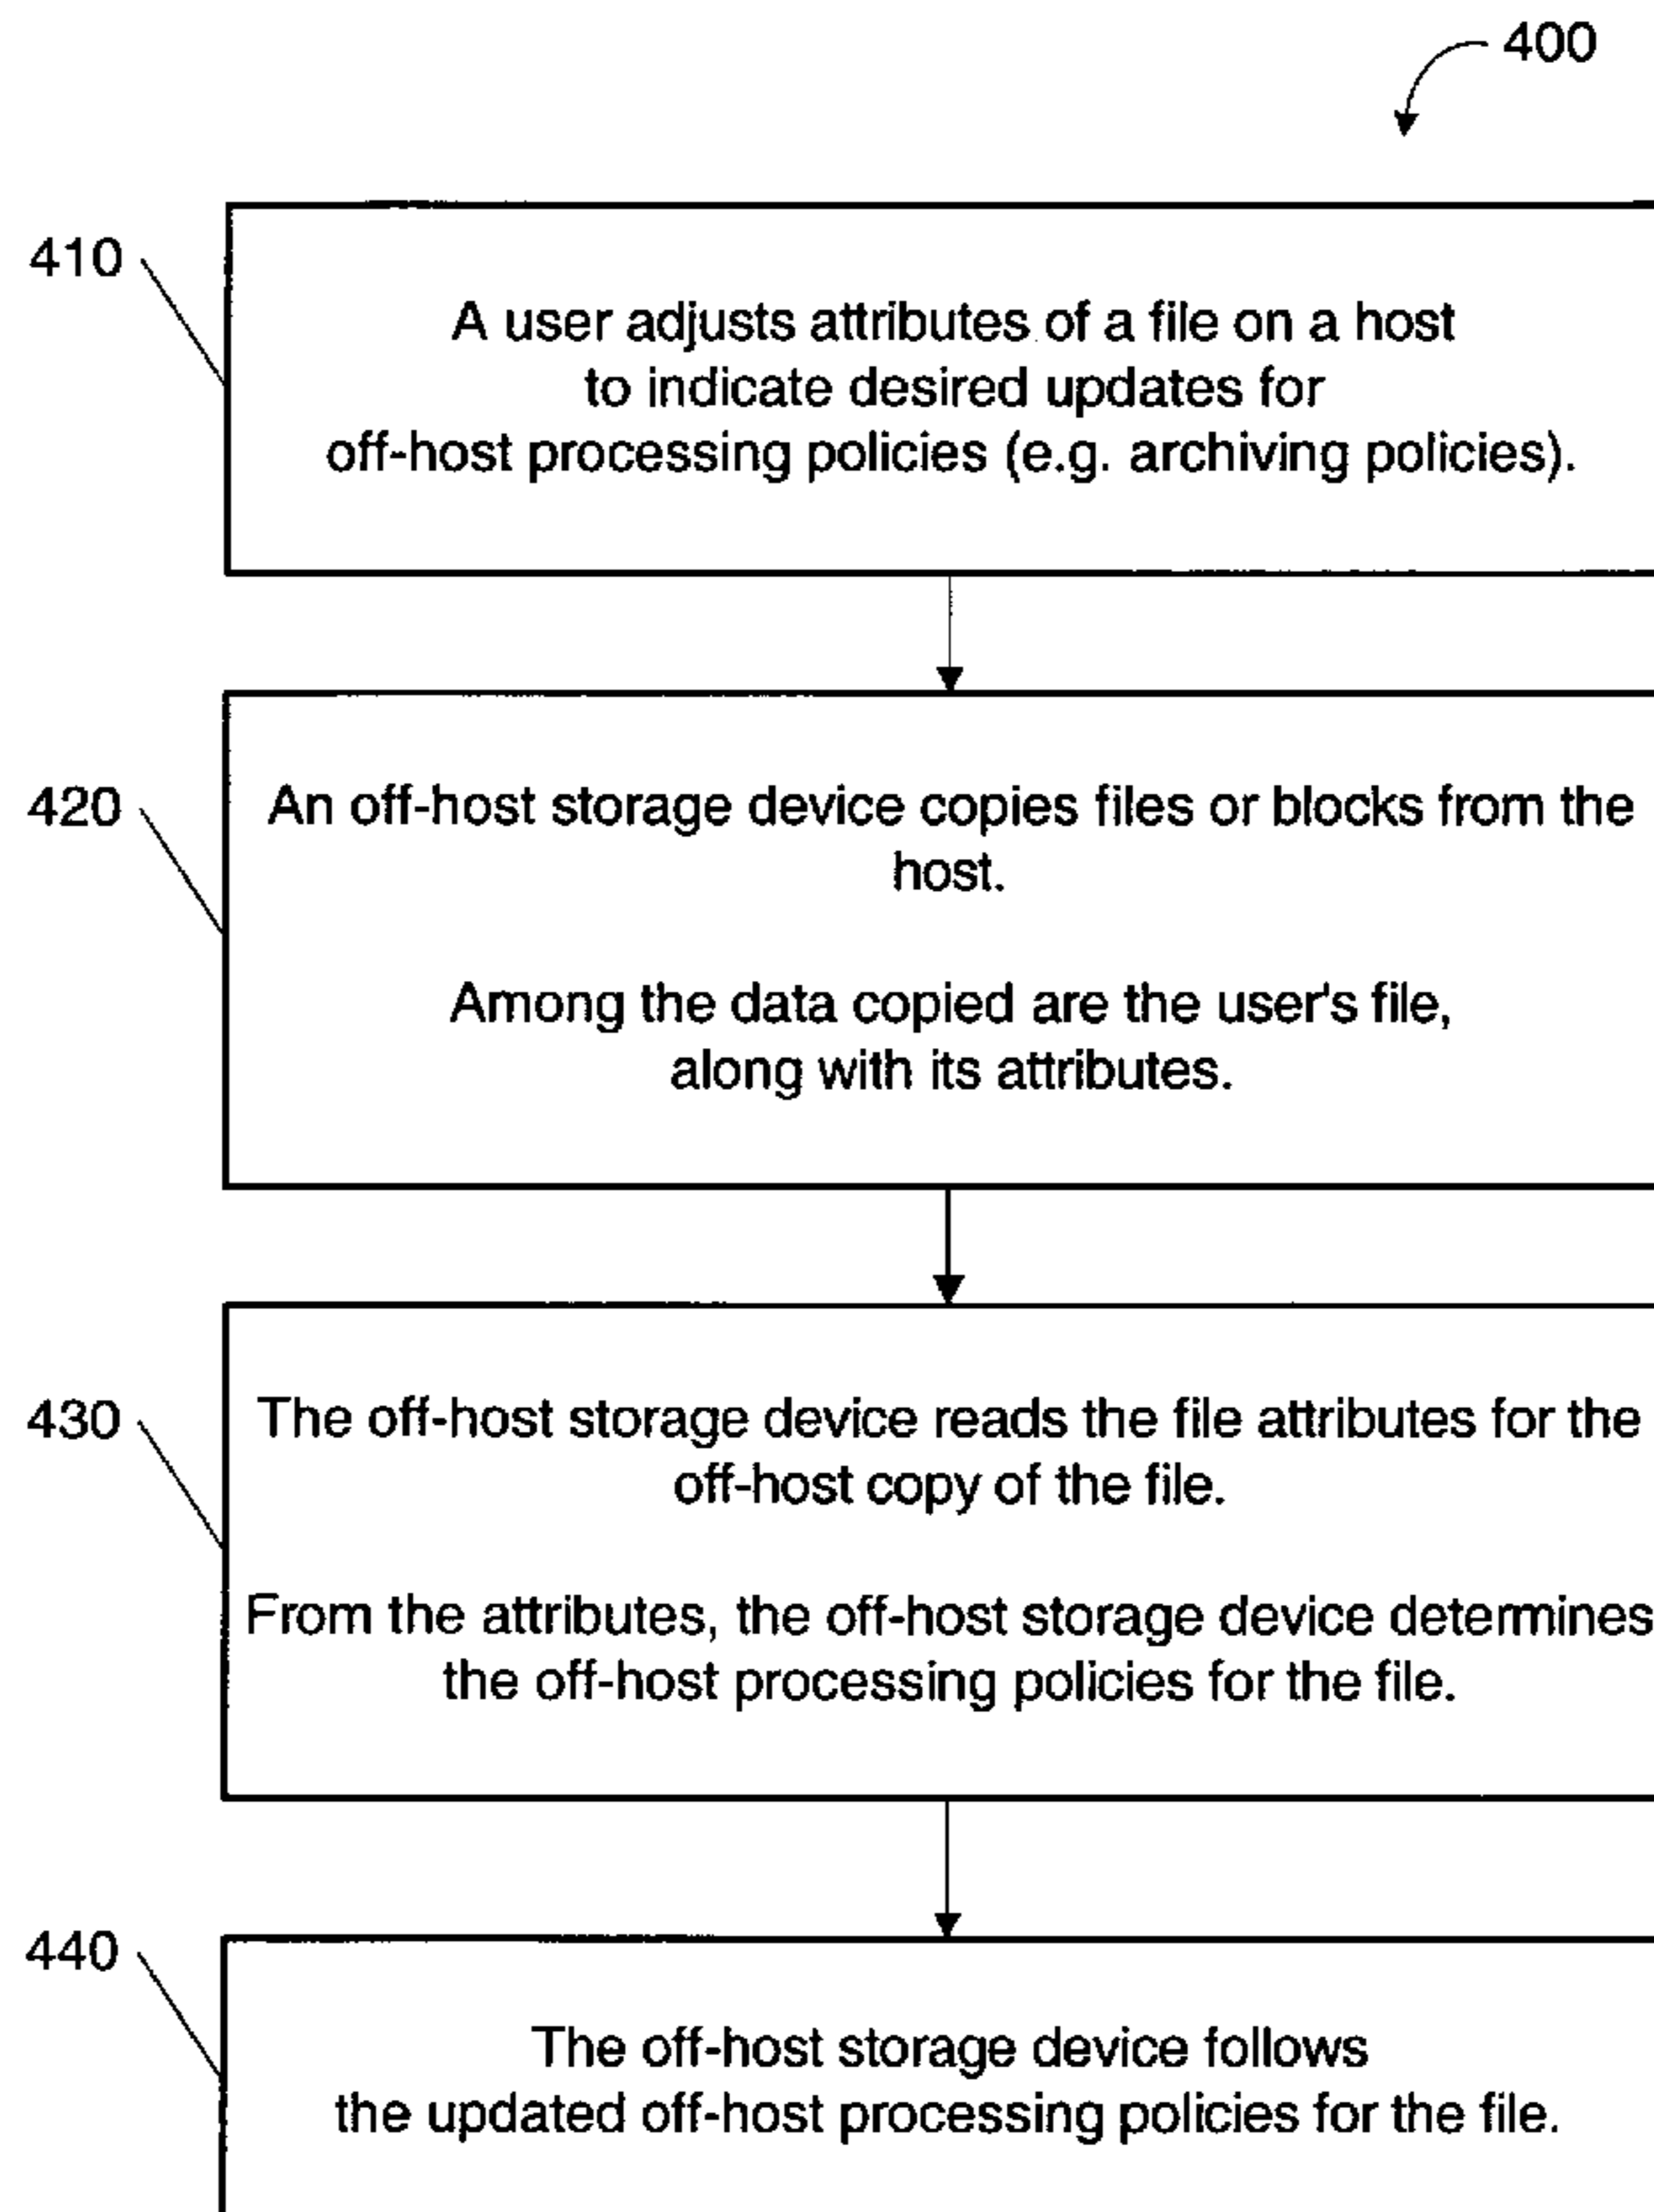 400
410
A user adjusts attributes of a file on a host
to indicate desired updates for
off-host processing policies (e.g. archiving policies).
420
An off-host storage device copies files or blocks from the
host.
Among the data copied are the user's file,
along with its attributes.
430
The off-host storage device reads the file attributes for the
off-host copy of the file.
From the attributes, the off-host storage device determines
the off-host processing policies for the file.
440
The off-host storage device follows
the updated off-host processing policies for the file.